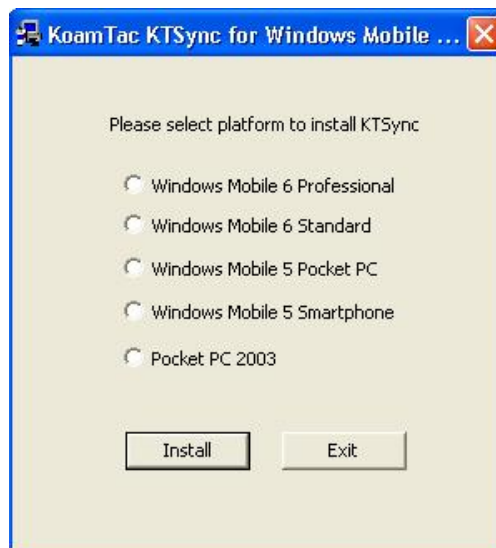 KoamTac KTSync for Windows Mobile ...
Please select platform to install KTSync
Windows Mobile 6 Professional
Windows Mobile 6 Standard
Windows Mobile 5 Pocket PC
Windows Mobile 5 Smartphone
Pocket PC 2003
Install Exit